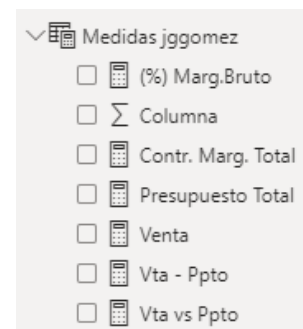 Medidas jggomez
(%) Marg.Bruto
Columna
Contr. Marg. Total
Presupuesto Total
Venta
Vta - Ppto
Vta vs Ppto